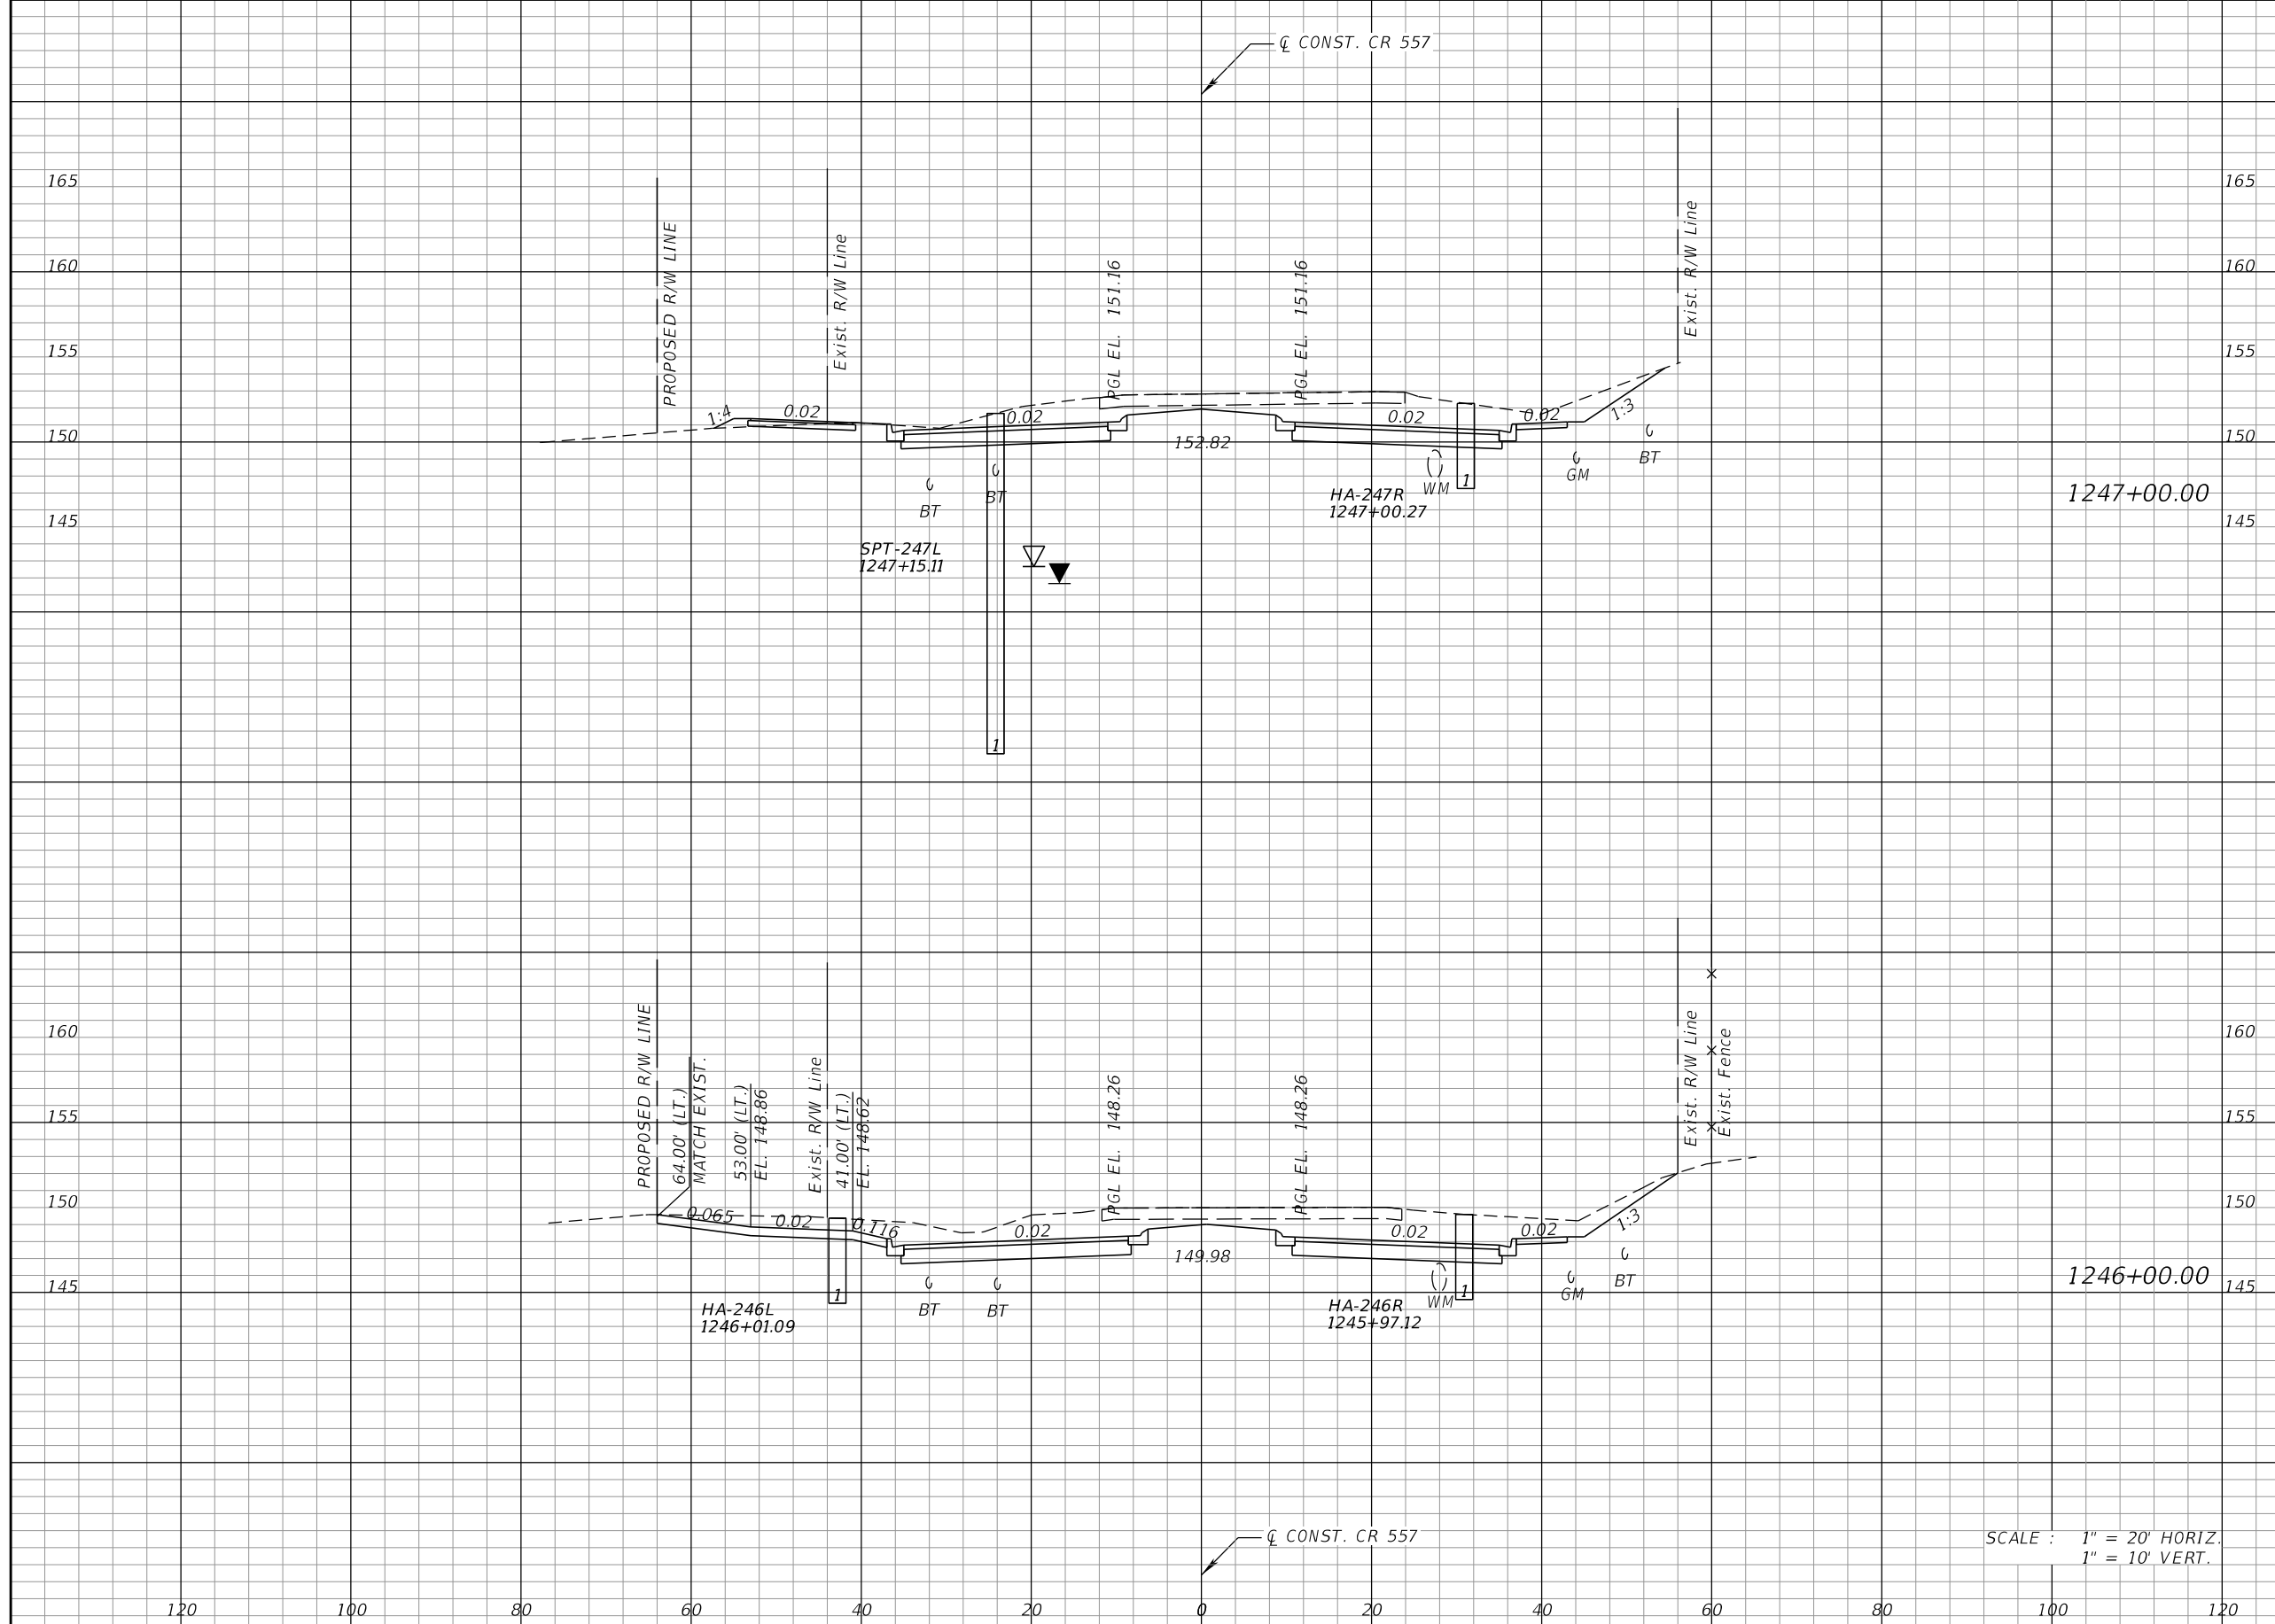 ℄ CONST. CR 557
165
165
160
160
155
155
150
150
145
145
PROPOSED R/W LINE
Exist. R/W Line
PGL EL. 151.16
PGL EL. 151.16
Exist. R/W Line
1:4
0.02
0.02
0.02
0.02
1:3
152.82
BT
BT
WM
1
GM
BT
HA-247R
1247+00.27
1247+00.00
SPT-247L
1247+15.11
1
160
160
155
155
150
150
145
145
PROPOSED R/W LINE
64.00' (LT.)
MATCH EXIST.
53.00' (LT.)
EL. 148.86
Exist. R/W Line
41.00' (LT.)
EL. 148.62
PGL EL. 148.26
PGL EL. 148.26
Exist. R/W Line
Exist. Fence
0.065
0.02
0.116
0.02
0.02
0.02
1:3
149.98
1
BT
BT
WM
1
GM
BT
1246+00.00
HA-246L
1246+01.09
HA-246R
1245+97.12
℄ CONST. CR 557
SCALE : 1" = 20' HORIZ.
1" = 10' VERT.
120 100 80 60 40 20 0 20 40 60 80 100 120